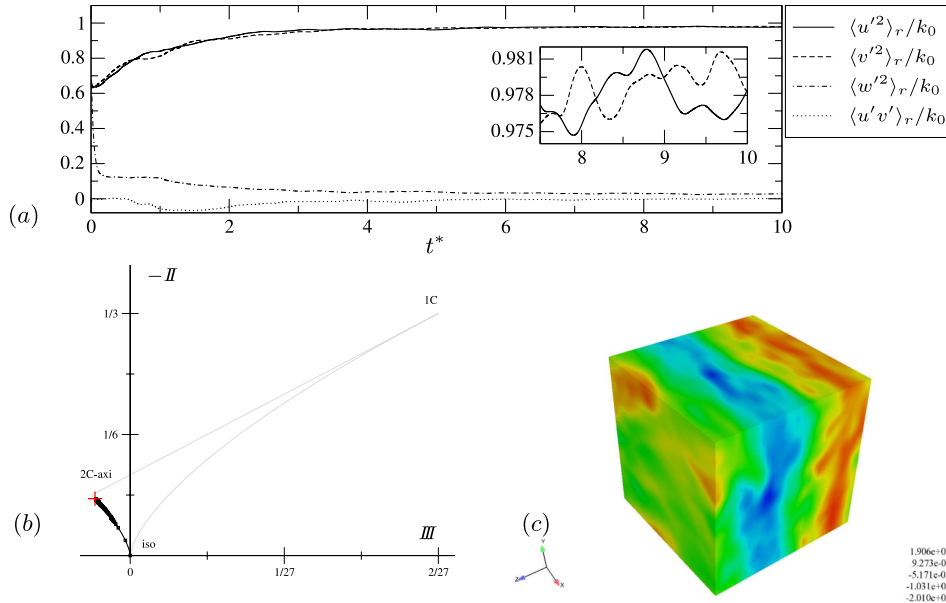 1
0.8
0.6
0.4
0.2
0
0 2 4 6 8 10
t*
(a)
0.981
0.978
0.975
8 9 10
⟨u′²⟩ᵣ/k₀
⟨v′²⟩ᵣ/k₀
⟨w′²⟩ᵣ/k₀
⟨u′v′⟩ᵣ/k₀
−II
1C
1/3
1/6
2C-axi
iso
III
0 1/27 2/27
(b)
(c)
Y
Z
X
1.906e+0
9.273e-0
-5.171e-0
-1.031e+0
-2.010e+0